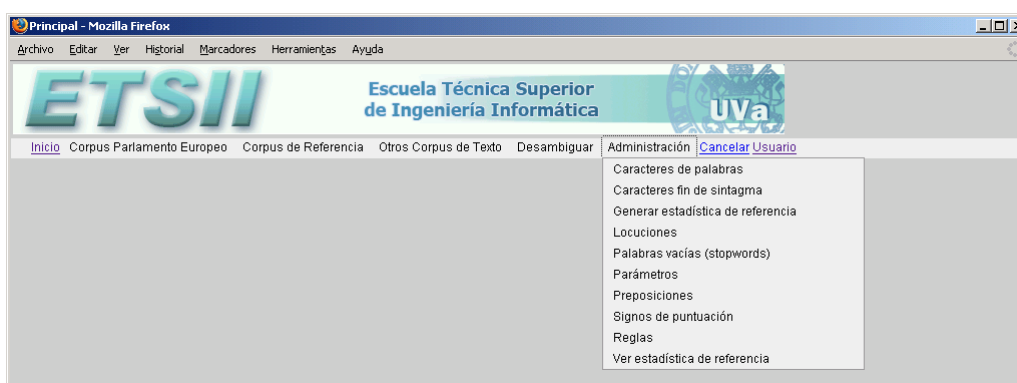 Principal - Mozilla Firefox
Archivo Editar Ver Historial Marcadores Herramientas Ayuda
ETSII
Escuela Técnica Superior
de Ingeniería Informática
UVa
Inicio Corpus Parlamento Europeo Corpus de Referencia Otros Corpus de Texto Desambiguar Administración Cancelar Usuario
Caracteres de palabras
Caracteres fin de sintagma
Generar estadística de referencia
Locuciones
Palabras vacías (stopwords)
Parámetros
Preposiciones
Signos de puntuación
Reglas
Ver estadística de referencia